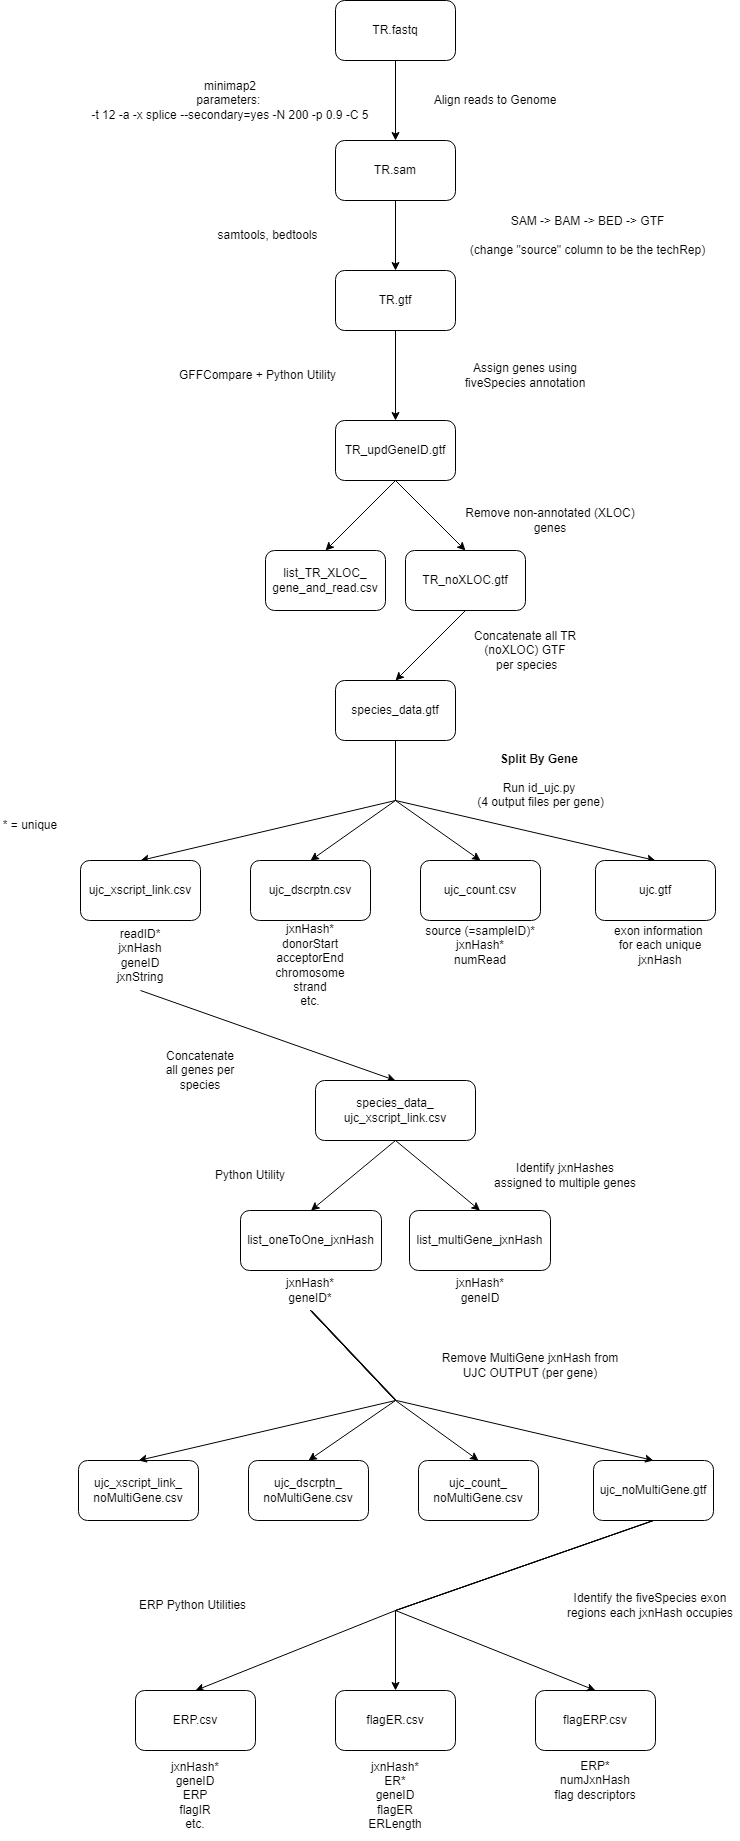 TR.fastq
minimap2
parameters:
-t 12 -a -x splice --secondary=yes -N 200 -p 0.9 -C 5
Align reads to Genome
TR.sam
samtools, bedtools
SAM -> BAM -> BED -> GTF
(change "source" column to be the techRep)
TR.gtf
GFFCompare + Python Utility
Assign genes using
fiveSpecies annotation
TR_updGeneID.gtf
Remove non-annotated (XLOC)
genes
list_TR_XLOC_
gene_and_read.csv
TR_noXLOC.gtf
Concatenate all TR
(noXLOC) GTF
per species
species_data.gtf
Split By Gene
Run id_ujc.py
(4 output files per gene)
* = unique
ujc_xscript_link.csv
ujc_dscrptn.csv
ujc_count.csv
ujc.gtf
readID*
jxnHash
geneID
jxnString
jxnHash*
donorStart
acceptorEnd
chromosome
strand
etc.
source (=sampleID)*
jxnHash*
numRead
exon information
for each unique
jxnHash
Concatenate
all genes per
species
species_data_
ujc_xscript_link.csv
Python Utility
Identify jxnHashes
assigned to multiple genes
list_oneToOne_jxnHash
list_multiGene_jxnHash
jxnHash*
geneID*
jxnHash*
geneID
Remove MultiGene jxnHash from
UJC OUTPUT (per gene)
ujc_xscript_link_
noMultiGene.csv
ujc_dscrptn_
noMultiGene.csv
ujc_count_
noMultiGene.csv
ujc_noMultiGene.gtf
ERP Python Utilities
Identify the fiveSpecies exon
regions each jxnHash occupies
ERP.csv
flagER.csv
flagERP.csv
jxnHash*
geneID
ERP
flagIR
etc.
jxnHash*
ER*
geneID
flagER
ERLength
ERP*
numJxnHash
flag descriptors